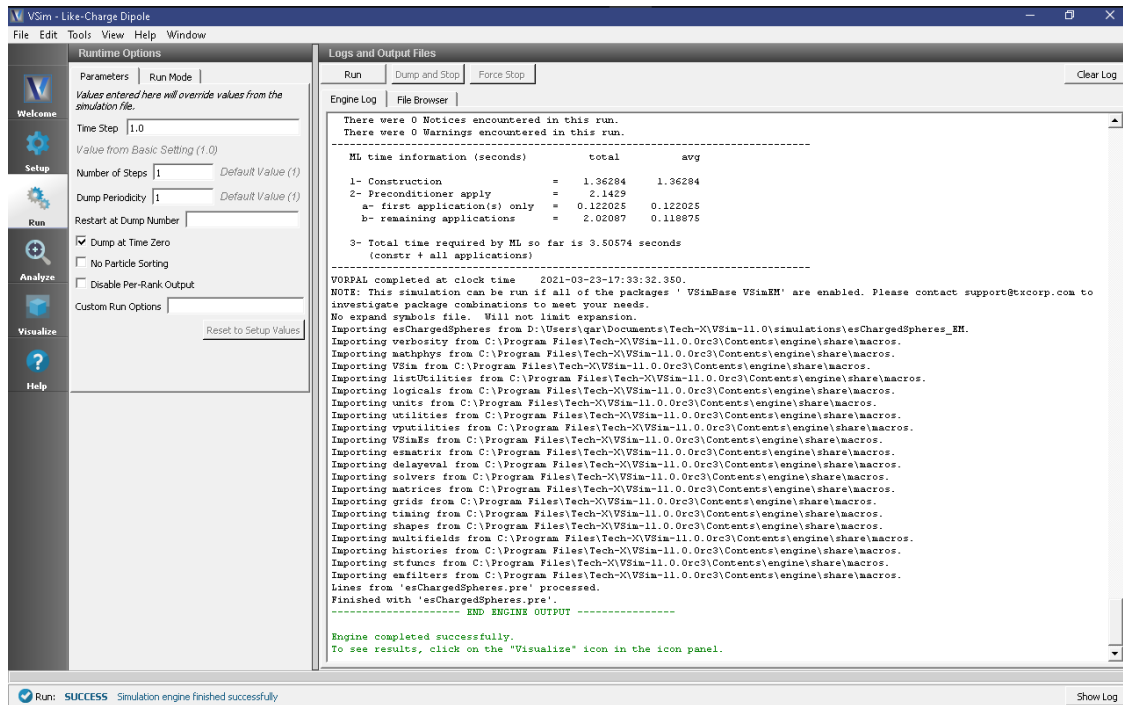 VSim - Like-Charge Dipole
File Edit Tools View Help Window
Welcome
Setup
Run
Analyze
Visualize
Help
Runtime Options
Parameters Run Mode
Values entered here will override values from the
simulation file.
Time Step 1.0
Value from Basic Setting (1.0)
Number of Steps 1 Default Value (1)
Dump Periodicity 1 Default Value (1)
Restart at Dump Number
Dump at Time Zero
No Particle Sorting
Disable Per-Rank Output
Custom Run Options
Reset to Setup Values
Logs and Output Files
Run Dump and Stop Force Stop Clear Log
Engine Log File Browser
There were 0 Notices encountered in this run.
There were 0 Warnings encountered in this run.
--------------------------------------------------------------------------------
ML time information (seconds) total avg
1- Construction = 1.36284 1.36284
2- Preconditioner apply = 2.1429
a- first application(s) only = 0.122025 0.122025
b- remaining applications = 2.02087 0.118875
3- Total time required by ML so far is 3.50574 seconds
(constr + all applications)
--------------------------------------------------------------------------------
VORPAL completed at clock time 2021-03-23-17:33:32.350.
NOTE: This simulation can be run if all of the packages ' VSimBase VSimEM' are enabled. Please contact support@txcorp.com to
investigate package combinations to meet your needs.
No expand symbols file. Will not limit expansion.
Importing esChargedSpheres from D:\Users\qar\Documents\Tech-X\VSim-11.0\simulations\esChargedSpheres_EM.
Importing verbosity from C:\Program Files\Tech-X\VSim-11.0.0rc3\Contents\engine\share\macros.
Importing mathphys from C:\Program Files\Tech-X\VSim-11.0.0rc3\Contents\engine\share\macros.
Importing VSim from C:\Program Files\Tech-X\VSim-11.0.0rc3\Contents\engine\share\macros.
Importing listUtilities from C:\Program Files\Tech-X\VSim-11.0.0rc3\Contents\engine\share\macros.
Importing logicals from C:\Program Files\Tech-X\VSim-11.0.0rc3\Contents\engine\share\macros.
Importing units from C:\Program Files\Tech-X\VSim-11.0.0rc3\Contents\engine\share\macros.
Importing utilities from C:\Program Files\Tech-X\VSim-11.0.0rc3\Contents\engine\share\macros.
Importing vputilities from C:\Program Files\Tech-X\VSim-11.0.0rc3\Contents\engine\share\macros.
Importing VSimEs from C:\Program Files\Tech-X\VSim-11.0.0rc3\Contents\engine\share\macros.
Importing esmatrix from C:\Program Files\Tech-X\VSim-11.0.0rc3\Contents\engine\share\macros.
Importing delayeval from C:\Program Files\Tech-X\VSim-11.0.0rc3\Contents\engine\share\macros.
Importing solvers from C:\Program Files\Tech-X\VSim-11.0.0rc3\Contents\engine\share\macros.
Importing matrices from C:\Program Files\Tech-X\VSim-11.0.0rc3\Contents\engine\share\macros.
Importing grids from C:\Program Files\Tech-X\VSim-11.0.0rc3\Contents\engine\share\macros.
Importing timing from C:\Program Files\Tech-X\VSim-11.0.0rc3\Contents\engine\share\macros.
Importing shapes from C:\Program Files\Tech-X\VSim-11.0.0rc3\Contents\engine\share\macros.
Importing multifields from C:\Program Files\Tech-X\VSim-11.0.0rc3\Contents\engine\share\macros.
Importing histories from C:\Program Files\Tech-X\VSim-11.0.0rc3\Contents\engine\share\macros.
Importing stfuncs from C:\Program Files\Tech-X\VSim-11.0.0rc3\Contents\engine\share\macros.
Importing emfilters from C:\Program Files\Tech-X\VSim-11.0.0rc3\Contents\engine\share\macros.
Lines from 'esChargedSpheres.pre' processed.
Finished with 'esChargedSpheres.pre'.
--------------------- END ENGINE OUTPUT ----------------
Engine completed successfully.
To see results, click on the "Visualize" icon in the icon panel.
Run: SUCCESS Simulation engine finished successfully Show Log